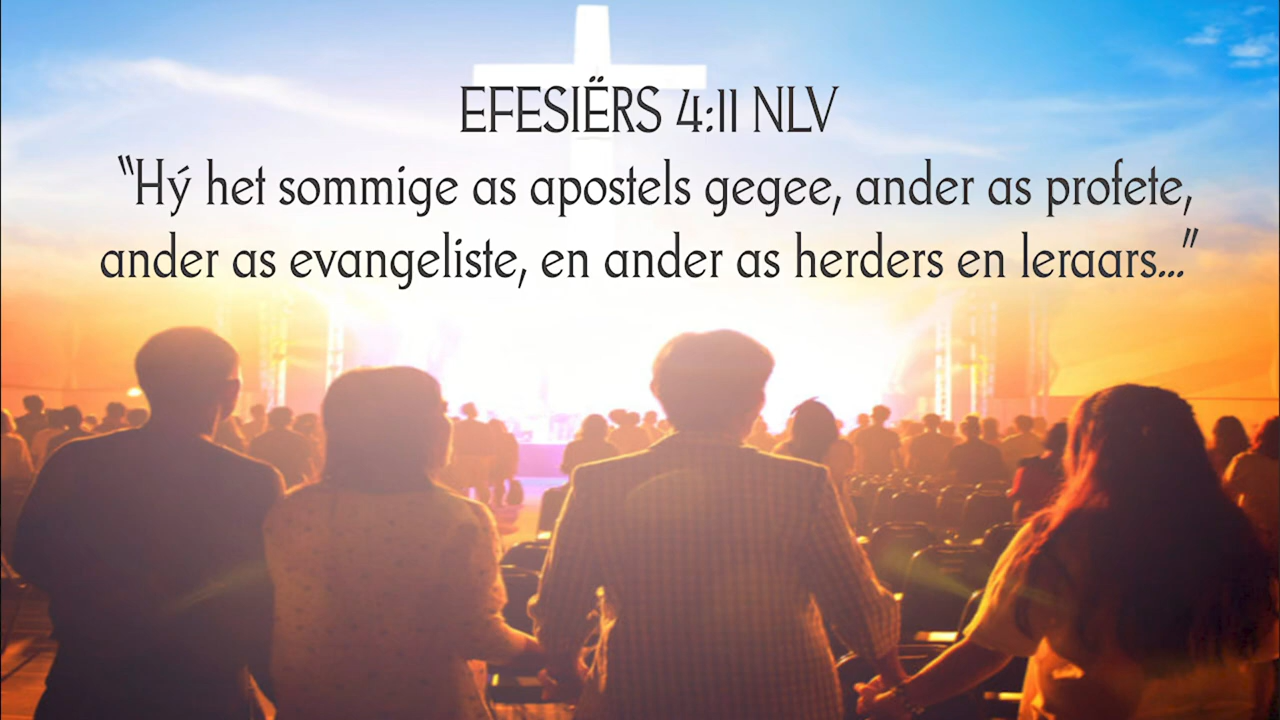 EFESIËRS 4:11 NLV
“Hý het sommige as apostels gegee, ander as profete,
ander as evangeliste, en ander as herders en leraars...”